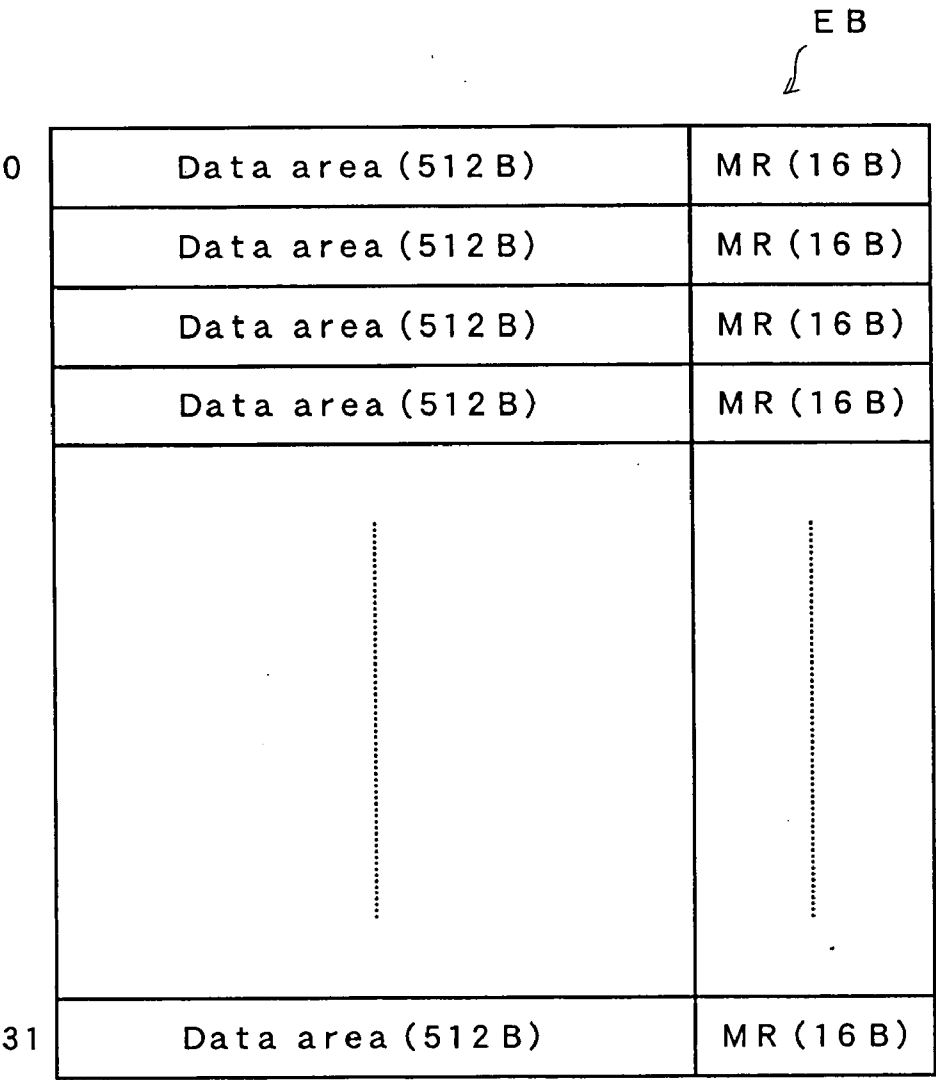 EB
0 Data area (512B) MR (16B)
Data area (512B) MR (16B)
Data area (512B) MR (16B)
Data area (512B) MR (16B)
31 Data area (512B) MR (16B)